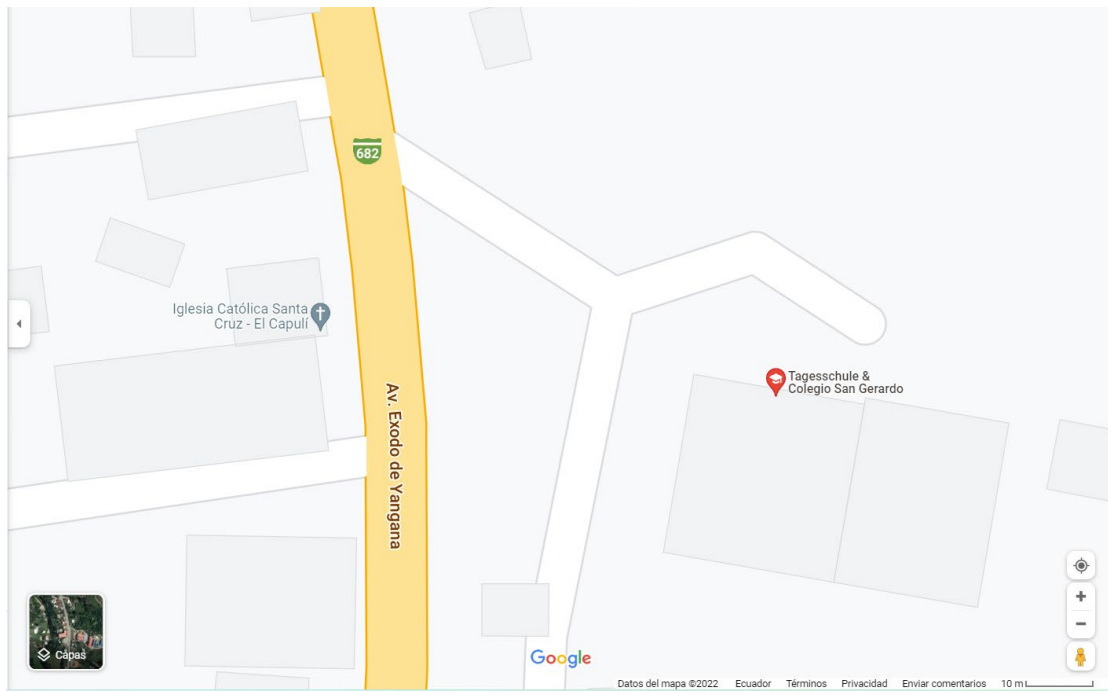 682
Iglesia Católica Santa
Cruz - El Capulí
Tagesschule &
Colegio San Gerardo
Av. Exodo de Yangana
Capas
Google
Datos del mapa ©2022 Ecuador Términos Privacidad Enviar comentarios 10 m